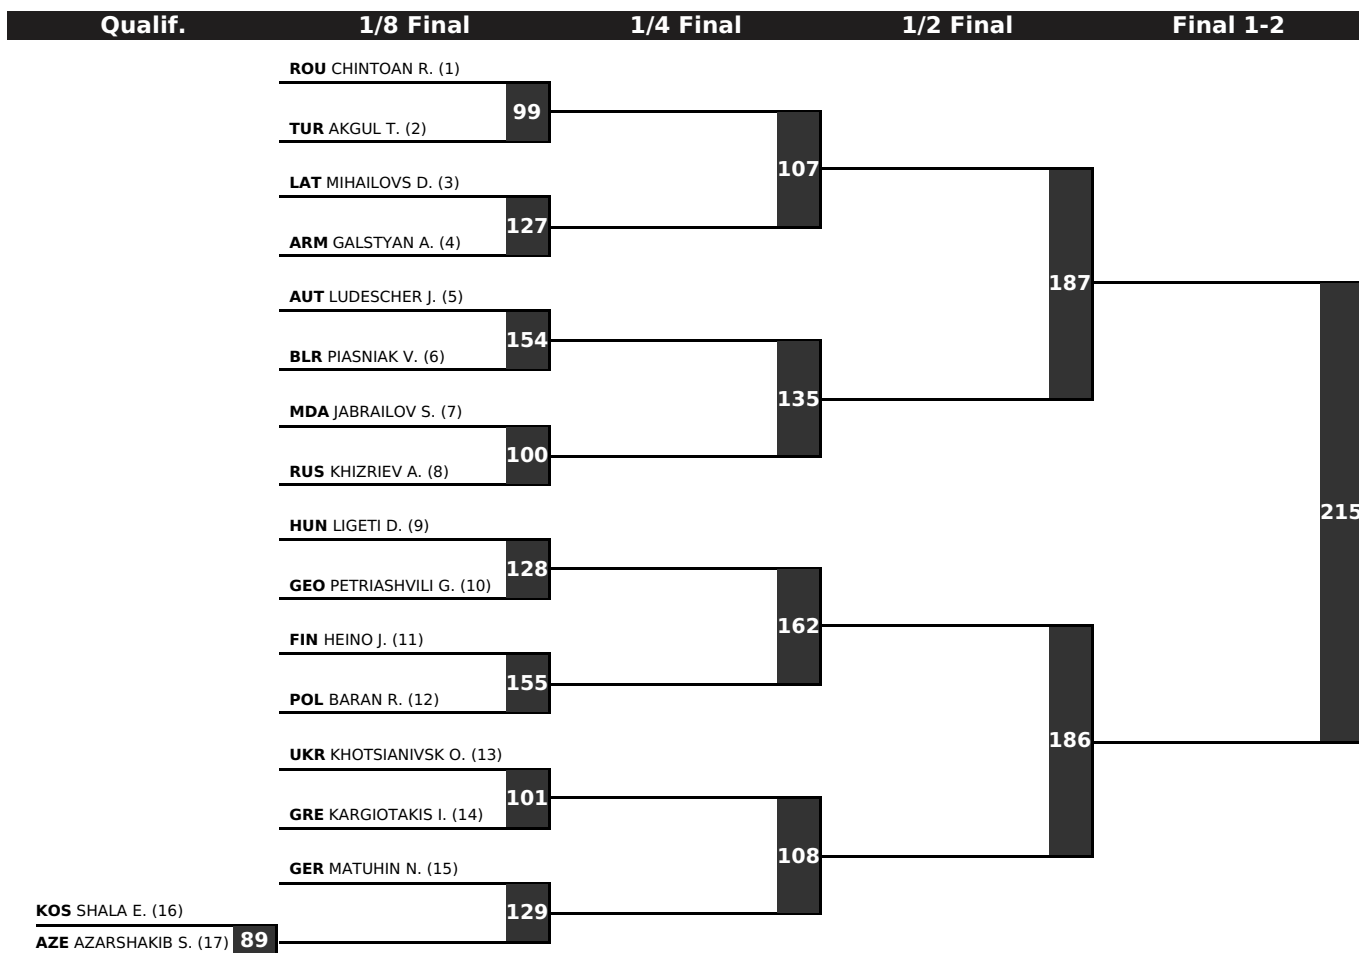 Qualif. 1/8 Final 1/4 Final 1/2 Final Final 1-2
ROU CHINTOAN R. (1)
99
TUR AKGUL T. (2)
107
LAT MIHAILOVS D. (3)
127
ARM GALSTYAN A. (4)
187
AUT LUDESCHER J. (5)
154
BLR PIASNIAK V. (6)
135
MDA JABRAILOV S. (7)
100
RUS KHIZRIEV A. (8)
215
HUN LIGETI D. (9)
128
GEO PETRIASHVILI G. (10)
162
FIN HEINO J. (11)
155
POL BARAN R. (12)
186
UKR KHOTSIANIVSK O. (13)
101
GRE KARGIOTAKIS I. (14)
108
GER MATUHIN N. (15)
129
KOS SHALA E. (16)
AZE AZARSHAKIB S. (17) 89